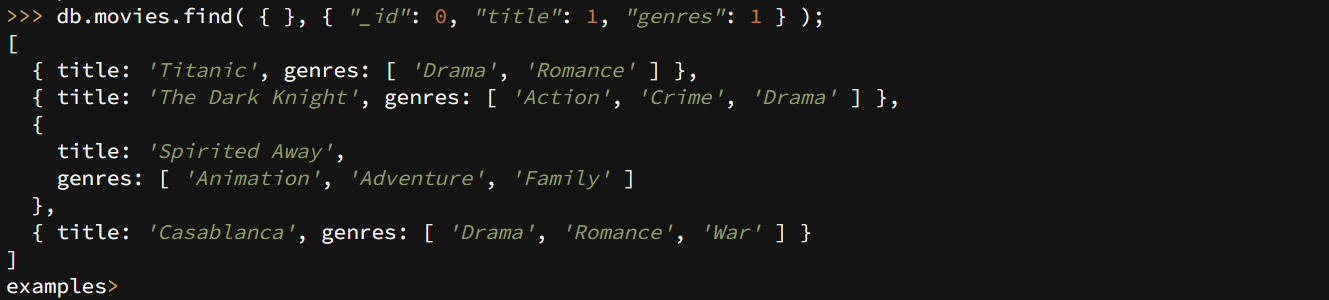 >>> db.movies.find( { }, { "_id": 0, "title": 1, "genres": 1 } );
[
  { title: 'Titanic', genres: [ 'Drama', 'Romance' ] },
  { title: 'The Dark Knight', genres: [ 'Action', 'Crime', 'Drama' ] },
  {
    title: 'Spirited Away',
    genres: [ 'Animation', 'Adventure', 'Family' ]
  },
  { title: 'Casablanca', genres: [ 'Drama', 'Romance', 'War' ] }
]
examples>